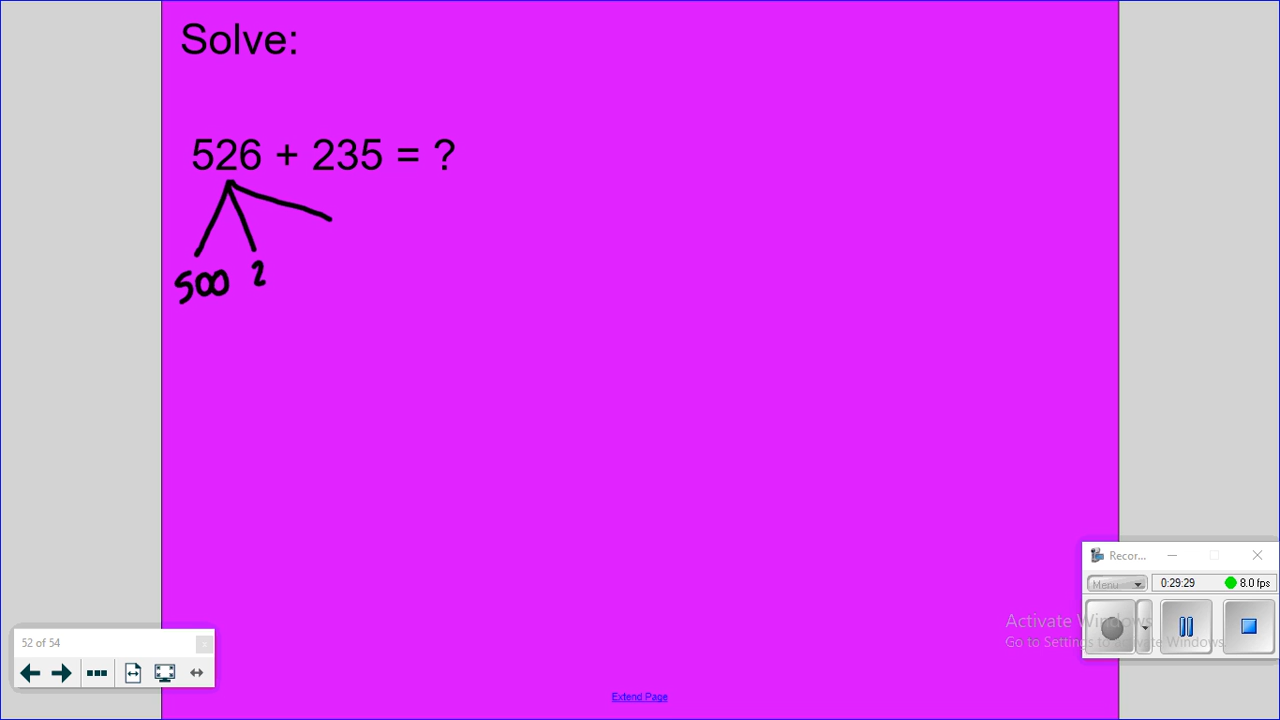 Solve:
526 + 235 = ?
500 2
Recor...
Menu
0:29:29
8.0 fps
Activate Windows
Go to Settings to activate Windows.
52 of 54
Extend Page